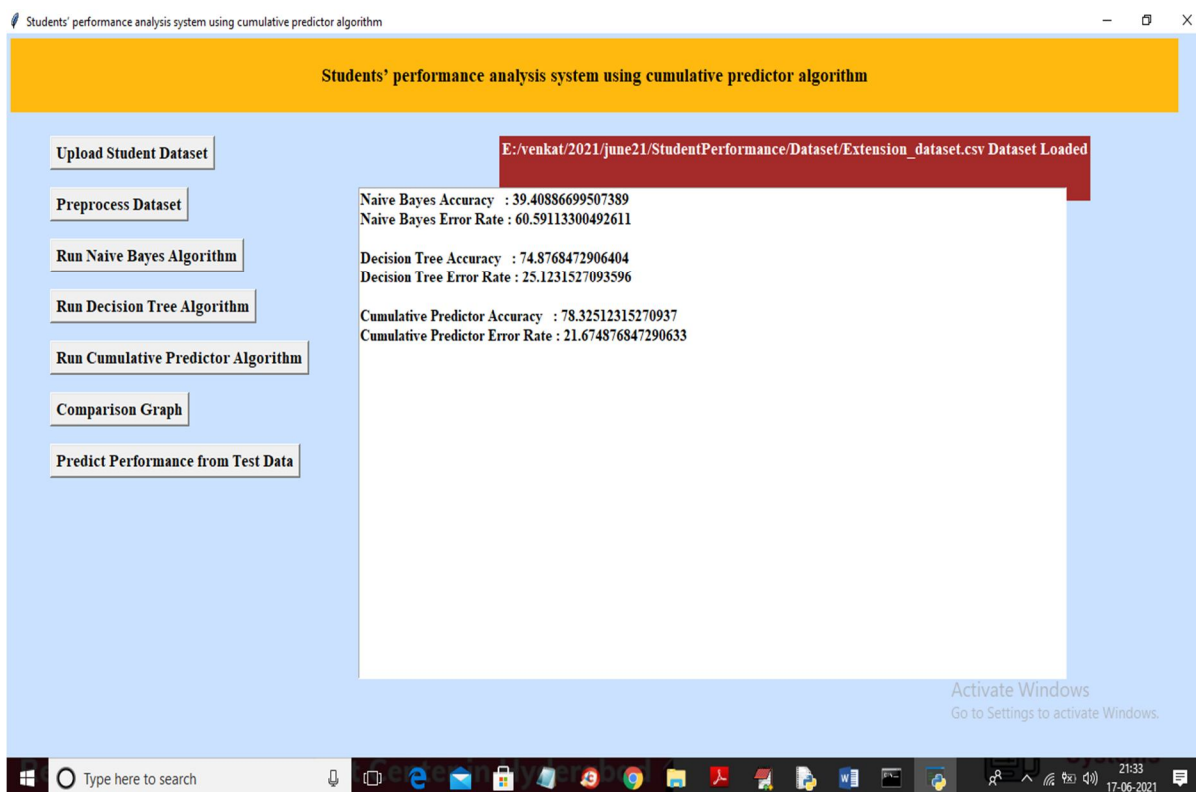 Students' performance analysis system using cumulative predictor algorithm
Students’ performance analysis system using cumulative predictor algorithm
Upload Student Dataset
E:/venkat/2021/june21/StudentPerformance/Dataset/Extension_dataset.csv Dataset Loaded
Preprocess Dataset
Run Naive Bayes Algorithm
Run Decision Tree Algorithm
Run Cumulative Predictor Algorithm
Comparison Graph
Predict Performance from Test Data
Naive Bayes Accuracy : 39.40886699507389
Naive Bayes Error Rate : 60.59113300492611
Decision Tree Accuracy : 74.8768472906404
Decision Tree Error Rate : 25.1231527093596
Cumulative Predictor Accuracy : 78.32512315270937
Cumulative Predictor Error Rate : 21.674876847290633
Activate Windows
Go to Settings to activate Windows.
Type here to search
21:33
17-06-2021